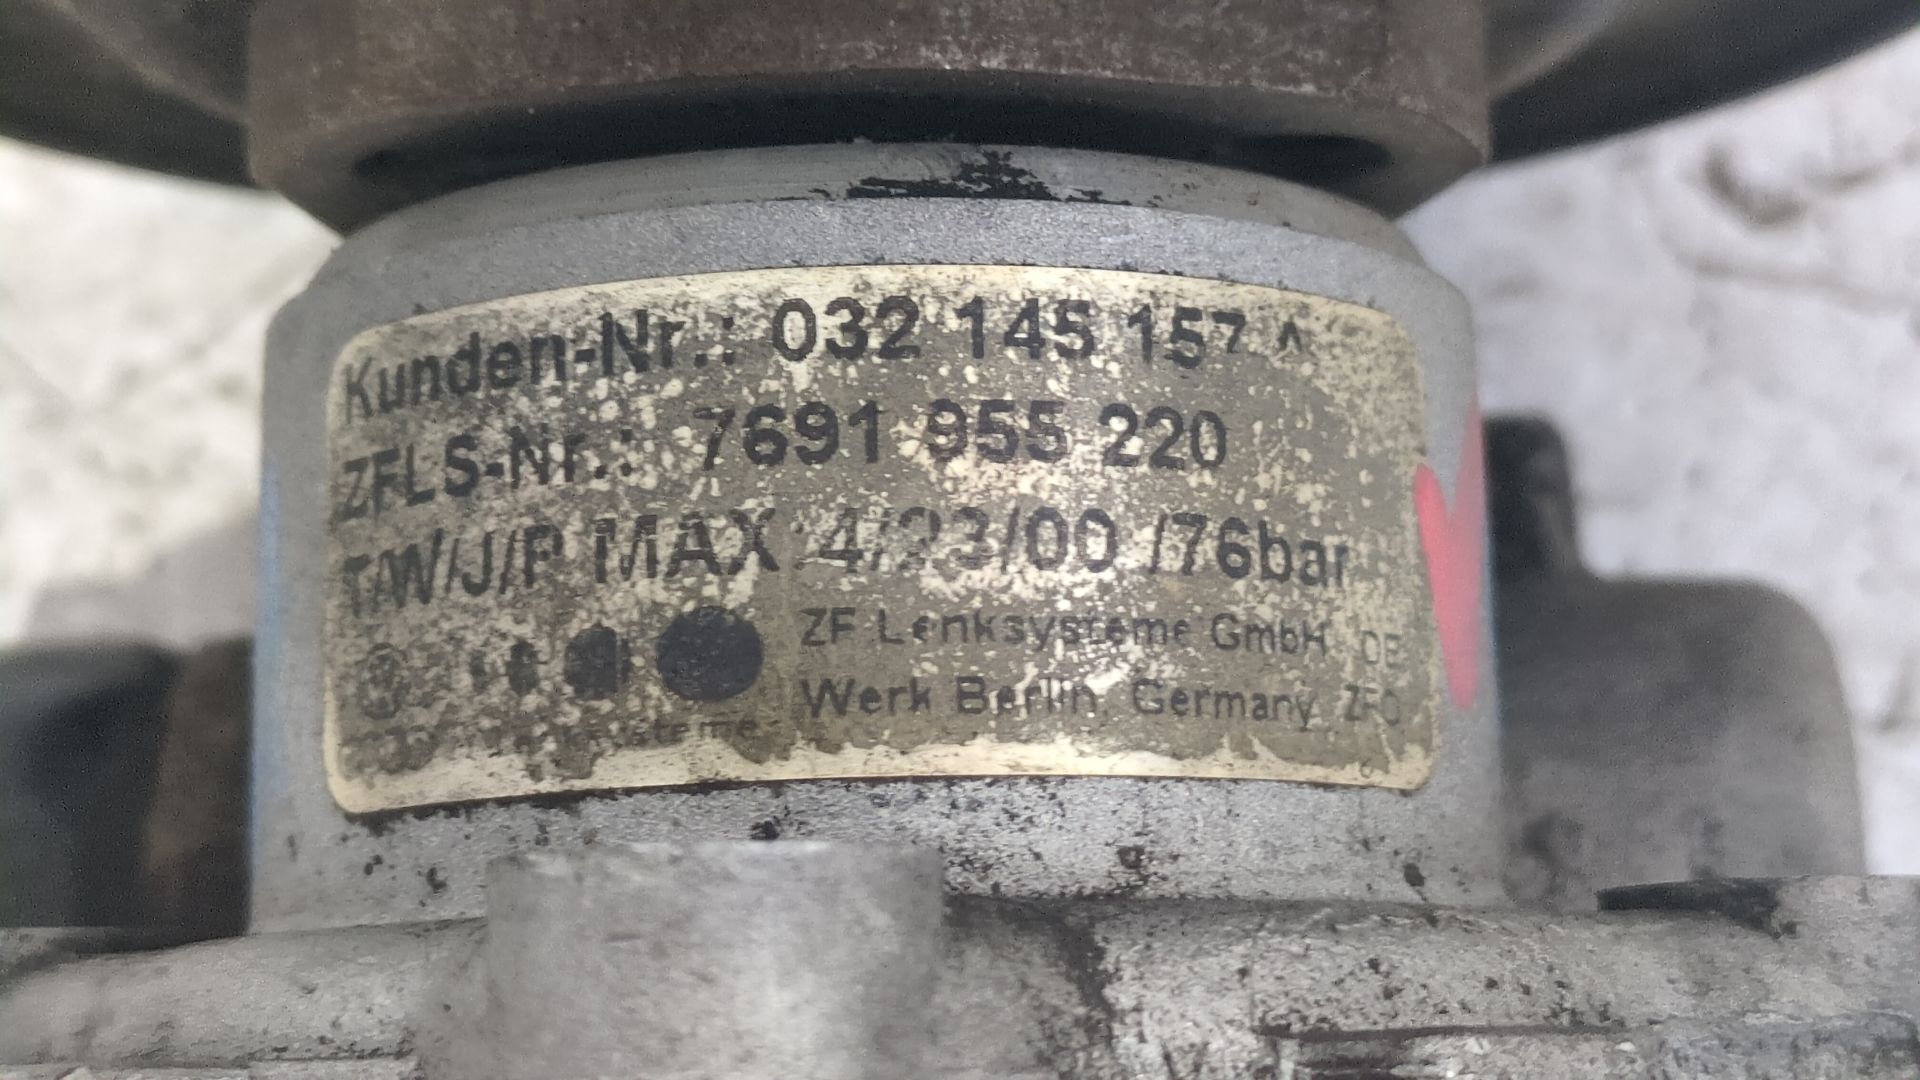 Kunden-Nr.: 032 145 157 A
ZFLS-Nr.: 7691 955 220
T/W/J/P MAX 4/23/00 /76bar
ZF Lenksysteme GmbH DE
Werk Berlin, Germany ZFO